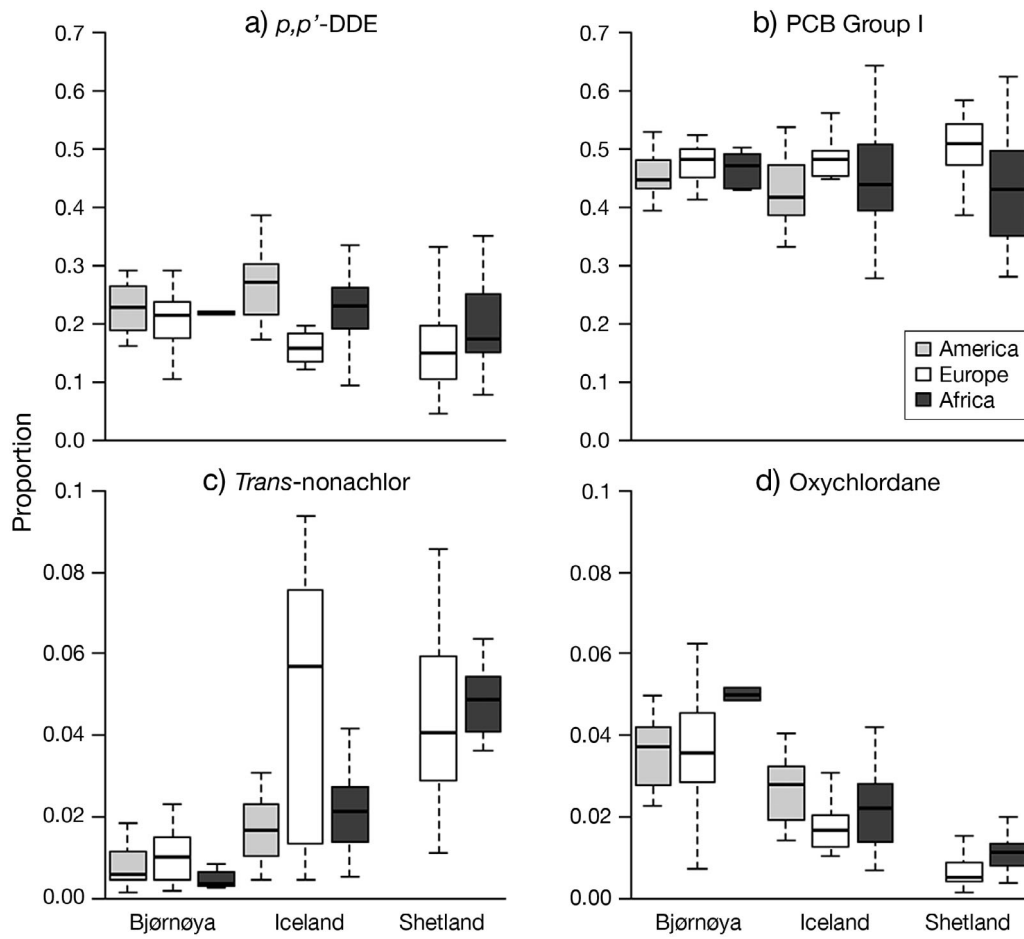 a) p,p'-DDE
0.7
0.6
0.5
0.4
0.3
0.2
0.1
0.0
b) PCB Group I
0.7
0.6
0.5
0.4
0.3
0.2
0.1
0.0
America
Europe
Africa
Proportion
c) Trans-nonachlor
0.1
0.08
0.06
0.04
0.02
0.00
Bjørnøya Iceland Shetland
d) Oxychlordane
0.1
0.08
0.06
0.04
0.02
0.00
Bjørnøya Iceland Shetland